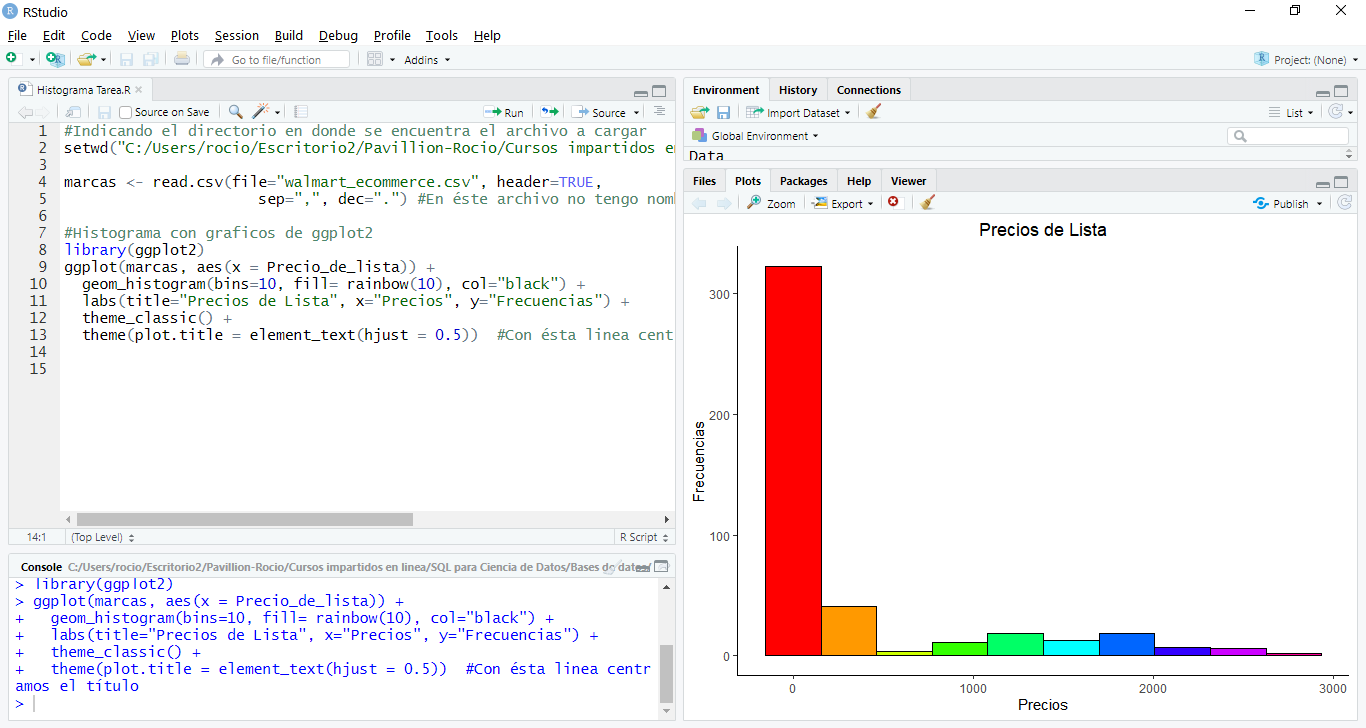 RStudio
File Edit Code View Plots Session Build Debug Profile Tools Help
Go to file/function Addins Project: (None)
Histograma Tarea.R
Source on Save Run Source
1 #Indicando el directorio en donde se encuentra el archivo a cargar
2 setwd("C:/Users/rocio/Escritorio2/Pavillion-Rocio/Cursos impartidos e
3
4 marcas <- read.csv(file="walmart_ecommerce.csv", header=TRUE,
5 sep=",", dec=".") #En éste archivo no tengo nom
6
7 #Histograma con graficos de ggplot2
8 library(ggplot2)
9 ggplot(marcas, aes(x = Precio_de_lista)) +
10 geom_histogram(bins=10, fill= rainbow(10), col="black") +
11 labs(title="Precios de Lista", x="Precios", y="Frecuencias") +
12 theme_classic() +
13 theme(plot.title = element_text(hjust = 0.5)) #Con ésta linea cent
14
15
14:1 (Top Level) R Script
Console C:/Users/rocio/Escritorio2/Pavillion-Rocio/Cursos impartidos en linea/SQL para Ciencia de Datos/Bases de datos/
> library(ggplot2)
> ggplot(marcas, aes(x = Precio_de_lista)) +
+ geom_histogram(bins=10, fill= rainbow(10), col="black") +
+ labs(title="Precios de Lista", x="Precios", y="Frecuencias") +
+ theme_classic() +
+ theme(plot.title = element_text(hjust = 0.5)) #Con ésta linea centr
amos el título
>
Environment History Connections
Import Dataset List
Global Environment
Data
Files Plots Packages Help Viewer
Zoom Export Publish
Precios de Lista
Frecuencias
300
200
100
0
0 1000 2000 3000
Precios